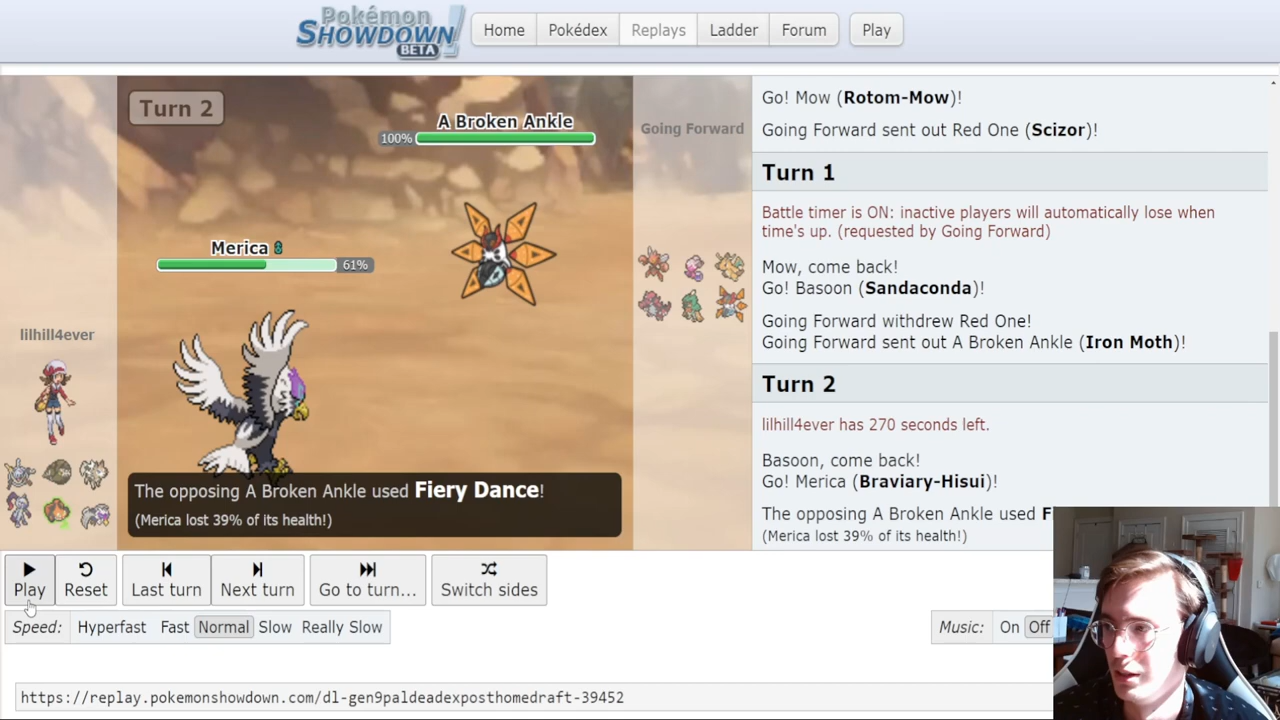 Pokémon
SHOWDOWN!
BETA
Home
Pokédex
Replays
Ladder
Forum
Play
Turn 2
A Broken Ankle
100%
Merica
61%
lilhill4ever
Going Forward
The opposing A Broken Ankle used Fiery Dance!
(Merica lost 39% of its health!)
Go! Mow (Rotom-Mow)!
Going Forward sent out Red One (Scizor)!
Turn 1
Battle timer is ON: inactive players will automatically lose when
time's up. (requested by Going Forward)
Mow, come back!
Go! Basoon (Sandaconda)!
Going Forward withdrew Red One!
Going Forward sent out A Broken Ankle (Iron Moth)!
Turn 2
lilhill4ever has 270 seconds left.
Basoon, come back!
Go! Merica (Braviary-Hisui)!
The opposing A Broken Ankle used
(Merica lost 39% of its health!)
Play
Reset
Last turn
Next turn
Go to turn...
Switch sides
Speed: Hyperfast Fast Normal Slow Really Slow
Music: On Off
https://replay.pokemonshowdown.com/dl-gen9paldeadexposthomedraft-39452